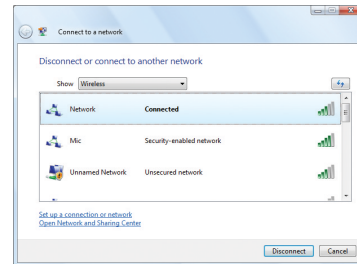 Connect to a network
Disconnect or connect to another network
Show Wireless
Network Connected
Mic Security-enabled network
Unnamed Network Unsecured network
Set up a connection or network
Open Network and Sharing Center
Disconnect Cancel